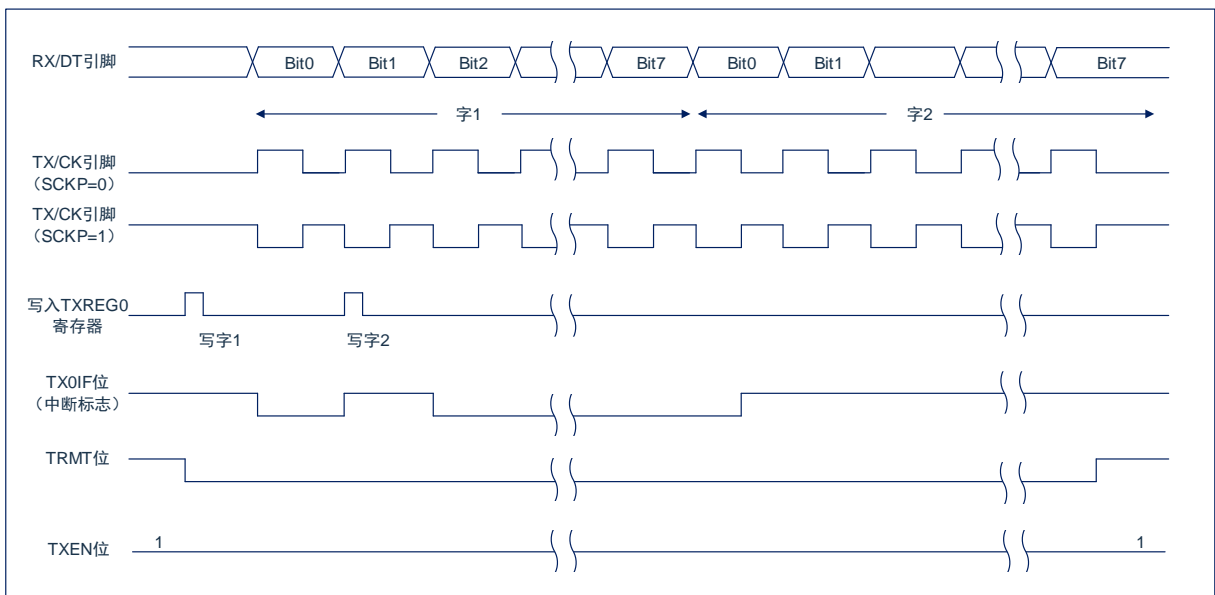 RX/DT引脚
Bit0 Bit1 Bit2 Bit7 Bit0 Bit1 Bit7
字1 字2
TX/CK引脚
（SCKP=0）
TX/CK引脚
（SCKP=1）
写入TXREG0
寄存器
写字1 写字2
TX0IF位
（中断标志）
TRMT位
TXEN位 1 1